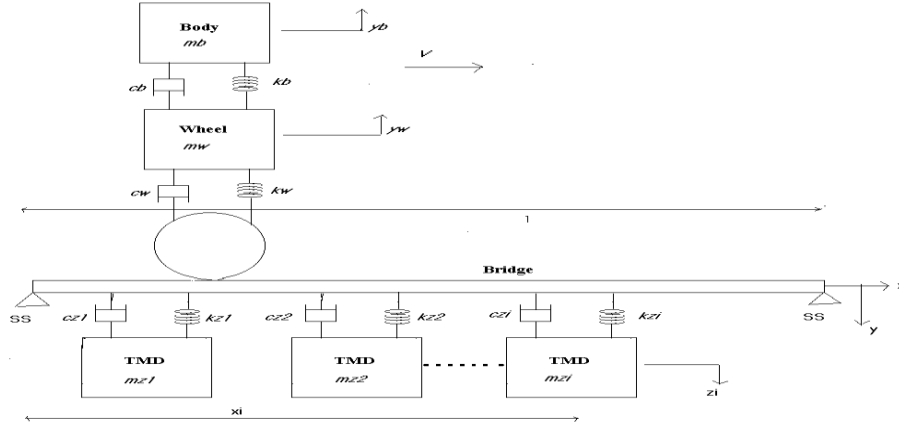 Body
mb
yb
V
cb
kb
Wheel
mw
yw
cw
kw
l
Bridge
x
SS
SS
y
cz1
kz1
cz2
kz2
czi
kzi
TMD
mz1
TMD
mz2
TMD
mzi
zi
xi